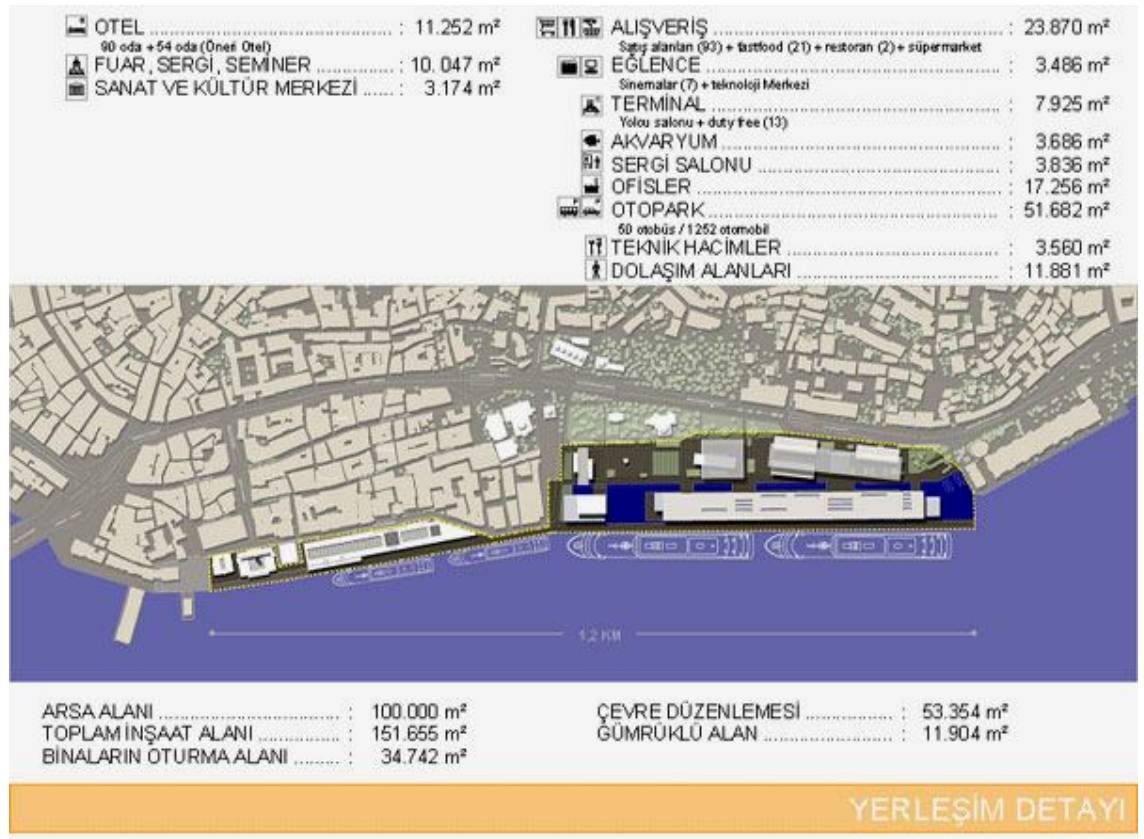 OTEL ........................................ : 11.252 m²
90 oda + 54 oda (Öneri Otel)
FUAR, SERGİ, SEMİNER ................ : 10. 047 m²
SANAT VE KÜLTÜR MERKEZİ ...... : 3.174 m²
ALIŞVERİŞ ............................................................ : 23.870 m²
Satış alanları (93) + fastfood (21) + restoran (2) + süpermarket
EĞLENCE ............................................................ : 3.486 m²
Sinemalar (7) + teknoloji Merkezi
TERMİNAL ............................................................ : 7.925 m²
Yolcu salonu + duty free (13)
AKVARYUM ............................................................ : 3.686 m²
SERGİ SALONU ...................................................... : 3.836 m²
OFİSLER ............................................................ : 17.256 m²
OTOPARK ............................................................ : 51.682 m²
50 otobüs / 1252 otomobil
TEKNİK HACİMLER ................................................ : 3.560 m²
DOLAŞIM ALANLARI ............................................. : 11.881 m²
1,2 KM
ARSA ALANI ................................. : 100.000 m²
TOPLAM İNŞAAT ALANI ................ : 151.655 m²
BİNALARIN OTURMA ALANI ......... : 34.742 m²
ÇEVRE DÜZENLEMESİ ................ : 53.354 m²
GÜMRÜKLÜ ALAN ....................... : 11.904 m²
YERLEŞİM DETAYI